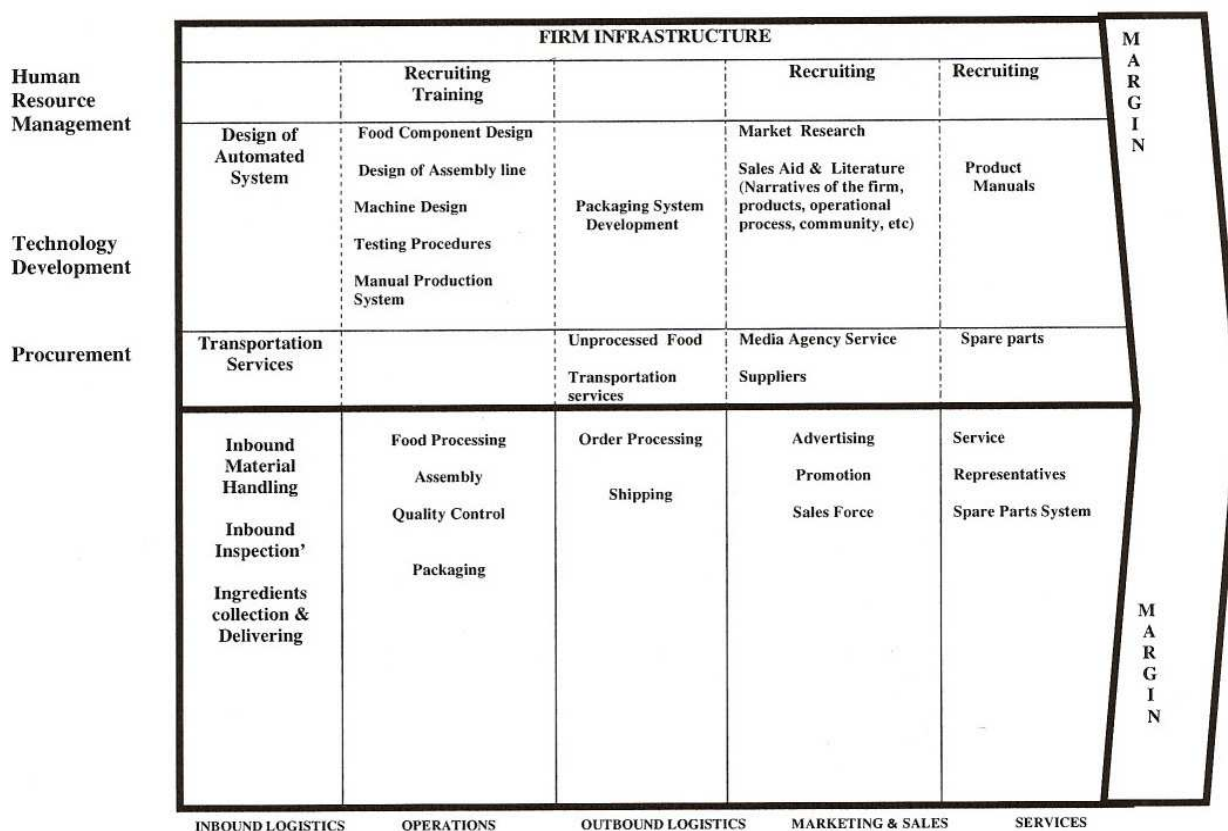 FIRM INFRASTRUCTURE
Human
Resource
Management
Recruiting
Training
Recruiting
Recruiting
Technology
Development
Design of
Automated
System
Food Component Design
Design of Assembly line
Machine Design
Testing Procedures
Manual Production
System
Packaging System
Development
Market Research
Sales Aid & Literature
(Narratives of the firm,
products, operational
process, community, etc)
Product
Manuals
Procurement
Transportation
Services
Unprocessed Food
Transportation
services
Media Agency Service
Suppliers
Spare parts
Inbound
Material
Handling
Inbound
Inspection’
Ingredients
collection &
Delivering
Food Processing
Assembly
Quality Control
Packaging
Order Processing
Shipping
Advertising
Promotion
Sales Force
Service
Representatives
Spare Parts System
MARGIN
MARGIN
INBOUND LOGISTICS
OPERATIONS
OUTBOUND LOGISTICS
MARKETING & SALES
SERVICES